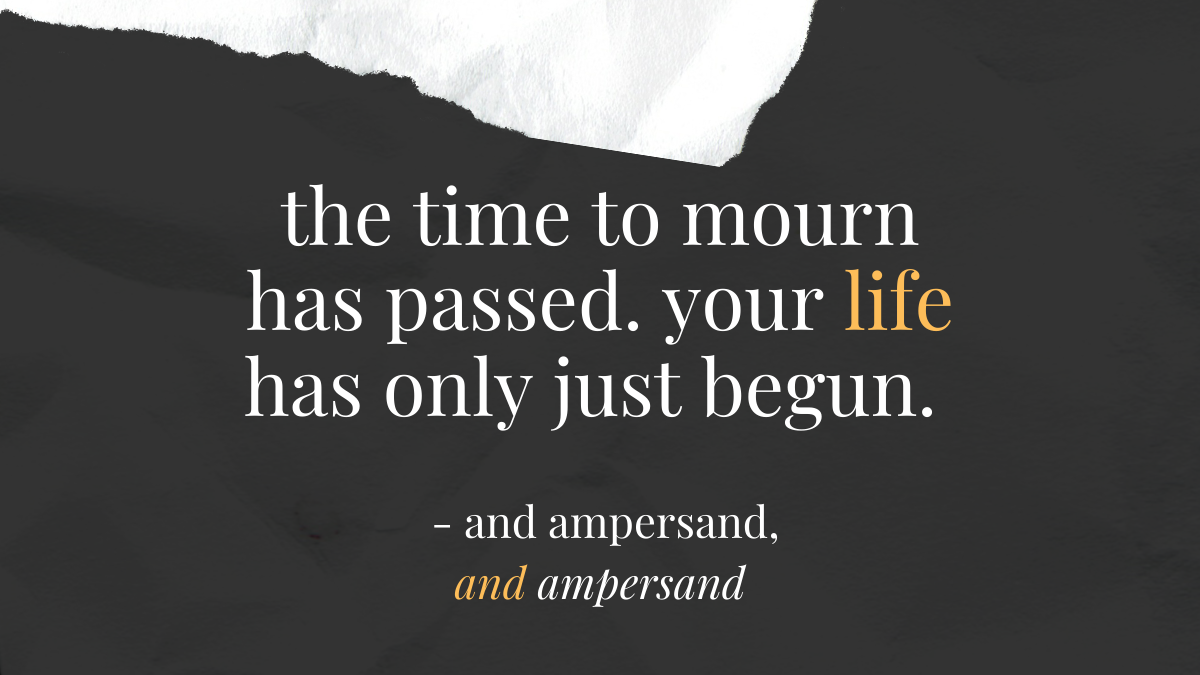 the time to mourn
has passed. your life
has only just begun.
- and ampersand,
and ampersand